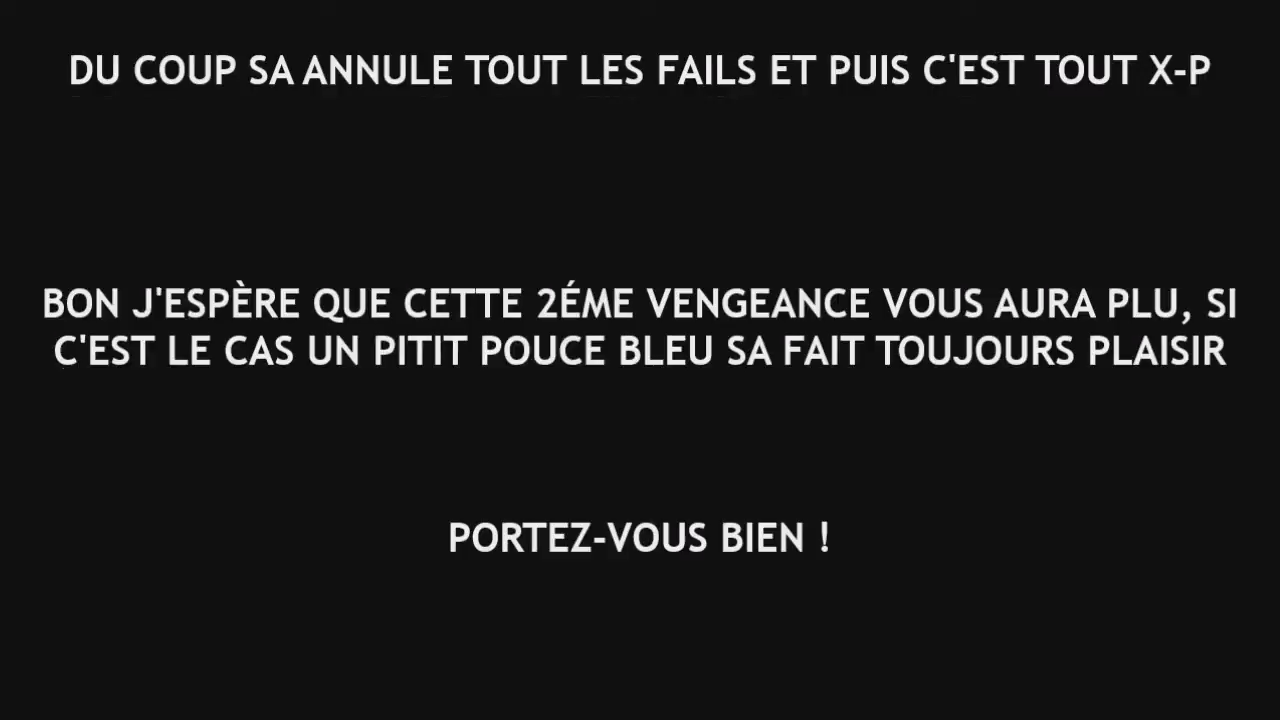 DU COUP SA ANNULE TOUT LES FAILS ET PUIS C'EST TOUT X-P
BON J'ESPÈRE QUE CETTE 2ÉME VENGEANCE VOUS AURA PLU, SI
C'EST LE CAS UN PITIT POUCE BLEU SA FAIT TOUJOURS PLAISIR
PORTEZ-VOUS BIEN !